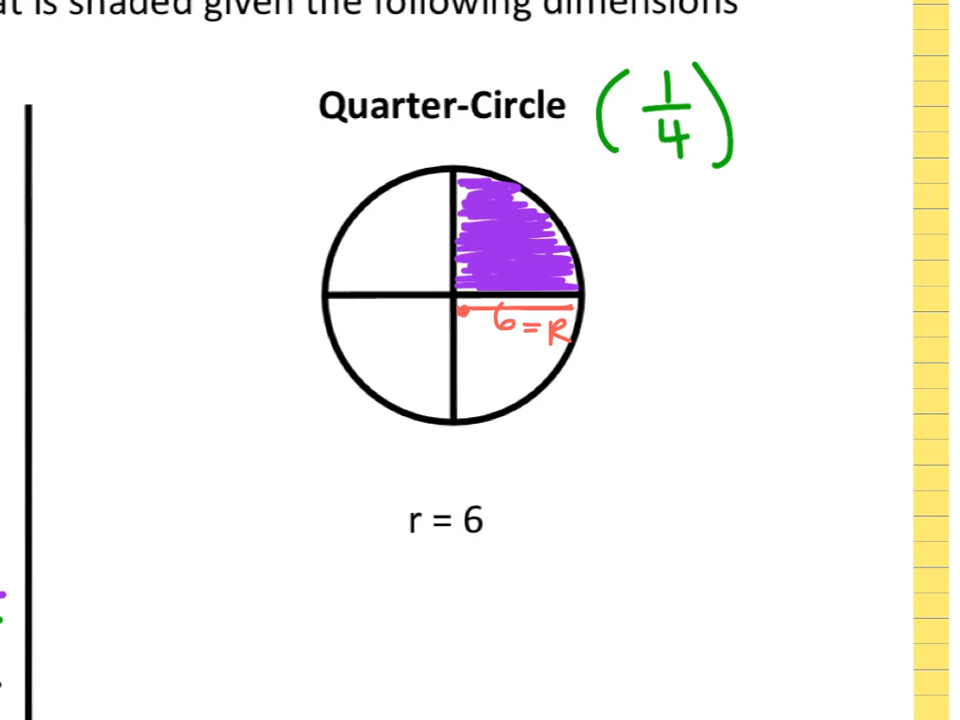 at is shaded given the following dimensions
Quarter-Circle (1/4)
6=R
r = 6